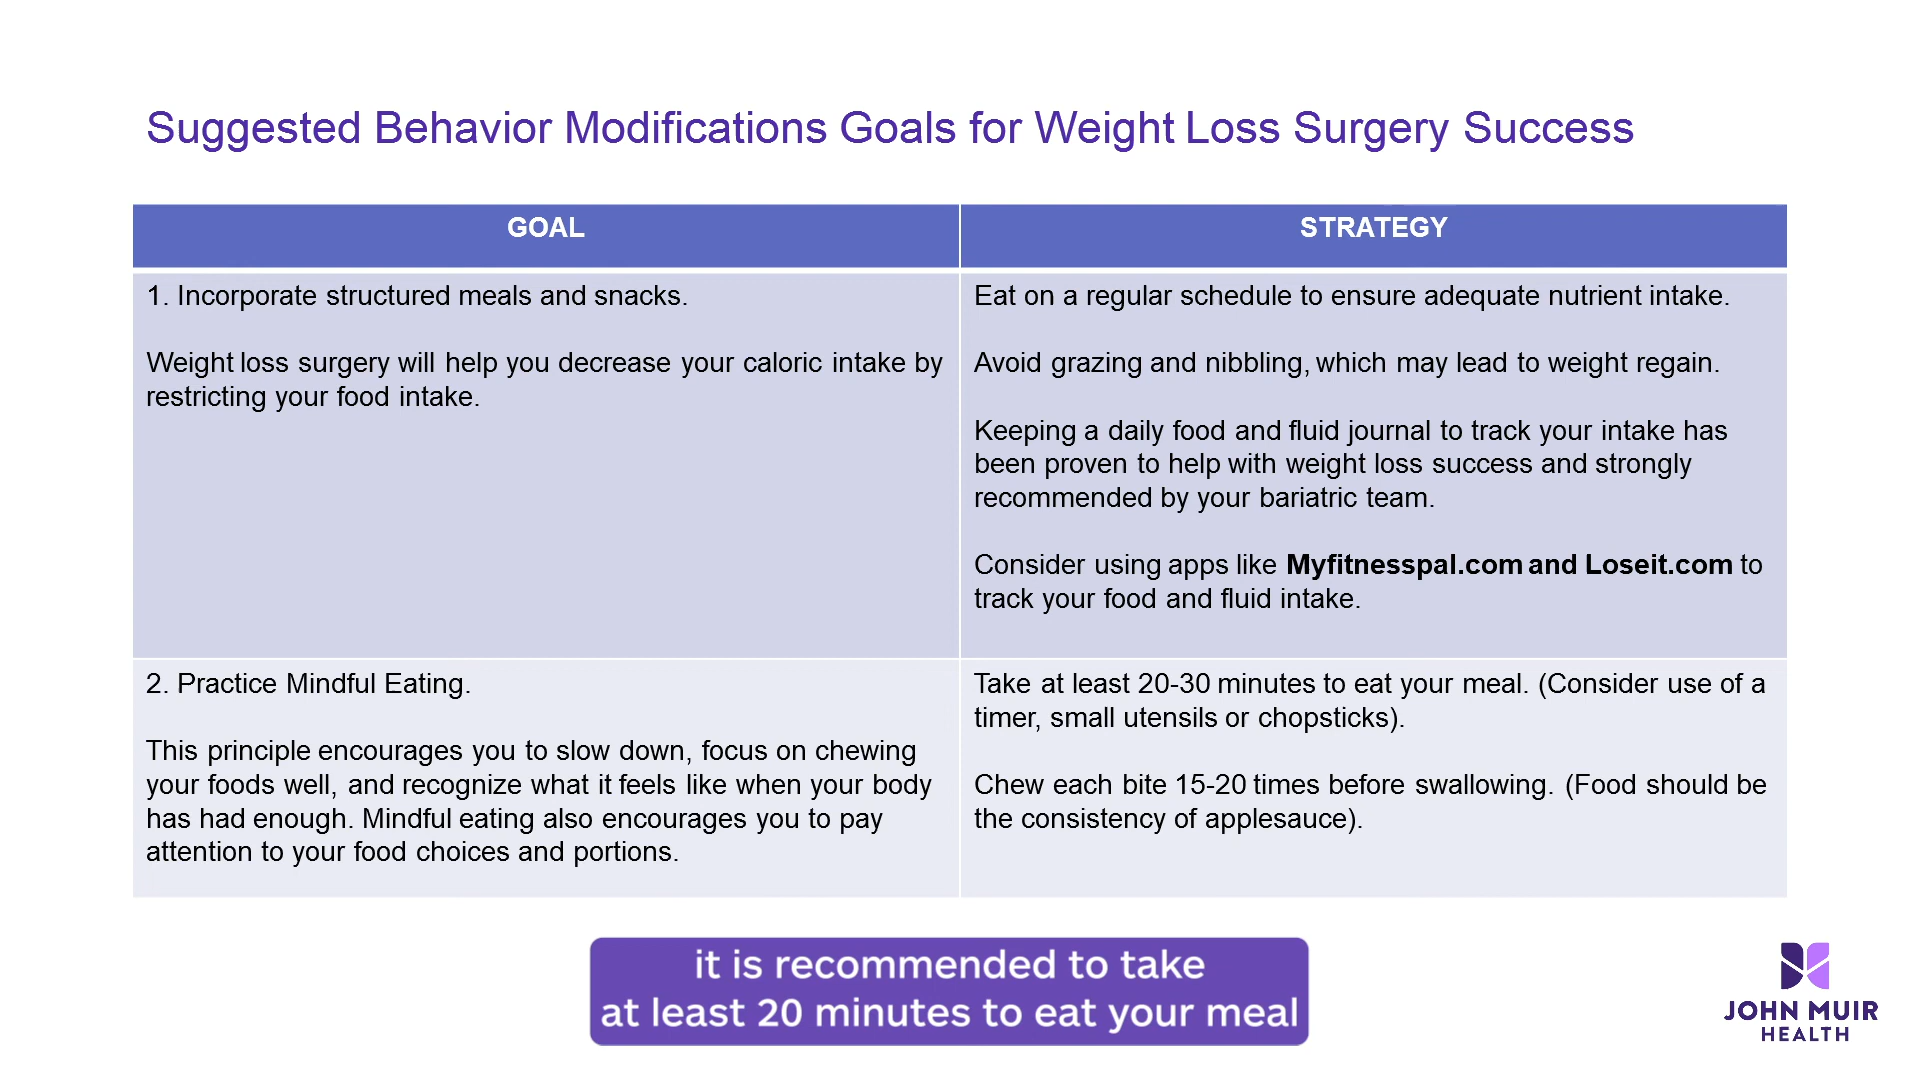 Suggested Behavior Modifications Goals for Weight Loss Surgery Success
GOAL
STRATEGY
1. Incorporate structured meals and snacks.
Weight loss surgery will help you decrease your caloric intake by
restricting your food intake.
Eat on a regular schedule to ensure adequate nutrient intake.
Avoid grazing and nibbling, which may lead to weight regain.
Keeping a daily food and fluid journal to track your intake has
been proven to help with weight loss success and strongly
recommended by your bariatric team.
Consider using apps like Myfitnesspal.com and Loseit.com to
track your food and fluid intake.
2. Practice Mindful Eating.
This principle encourages you to slow down, focus on chewing
your foods well, and recognize what it feels like when your body
has had enough. Mindful eating also encourages you to pay
attention to your food choices and portions.
Take at least 20-30 minutes to eat your meal. (Consider use of a
timer, small utensils or chopsticks).
Chew each bite 15-20 times before swallowing. (Food should be
the consistency of applesauce).
it is recommended to take
at least 20 minutes to eat your meal
JOHN MUIR
HEALTH